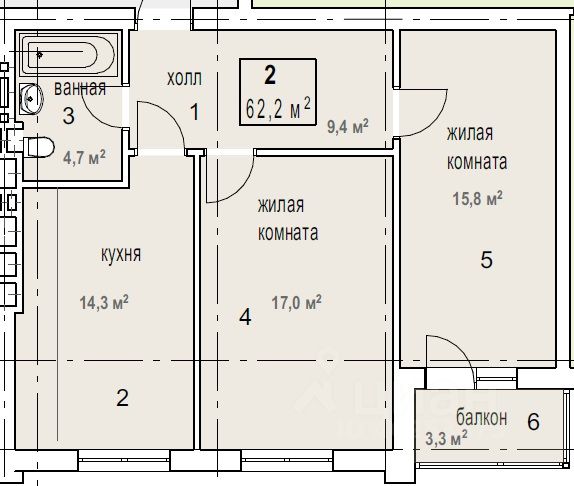 ванная
3
4,7 м²
холл
1
2
62,2 м²
9,4 м²
жилая
комната
15,8 м²
5
кухня
14,3 м²
2
жилая
комната
17,0 м²
4
балкон
6
3,3 м²
циан